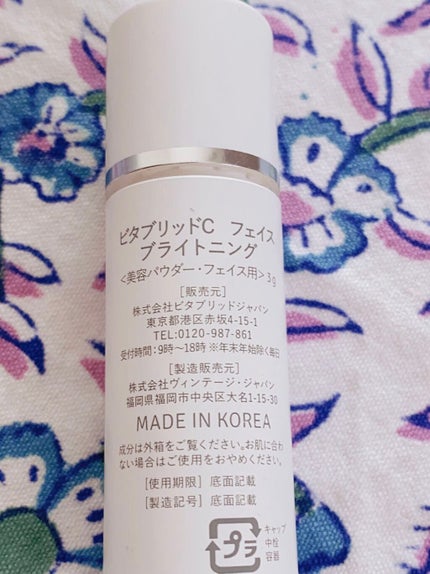 ビタブリッドC フェイス
ブライトニング
<美容パウダー・フェイス用>3g
[販売元]
株式会社ビタブリッドジャパン
東京都港区赤坂4-15-1
TEL:0120-987-861
受付時間:9時〜18時 ※年末年始除く毎日
[製造販売元]
株式会社ヴィンテージ・ジャパン
福岡県福岡市中央区大名1-15-30
MADE IN KOREA
成分は外箱をご覧ください。お肌に合わ
ない場合はご使用をおやめください。
[使用期限] 底面記載
[製造記号] 底面記載
プラ
キャップ
中栓
容器